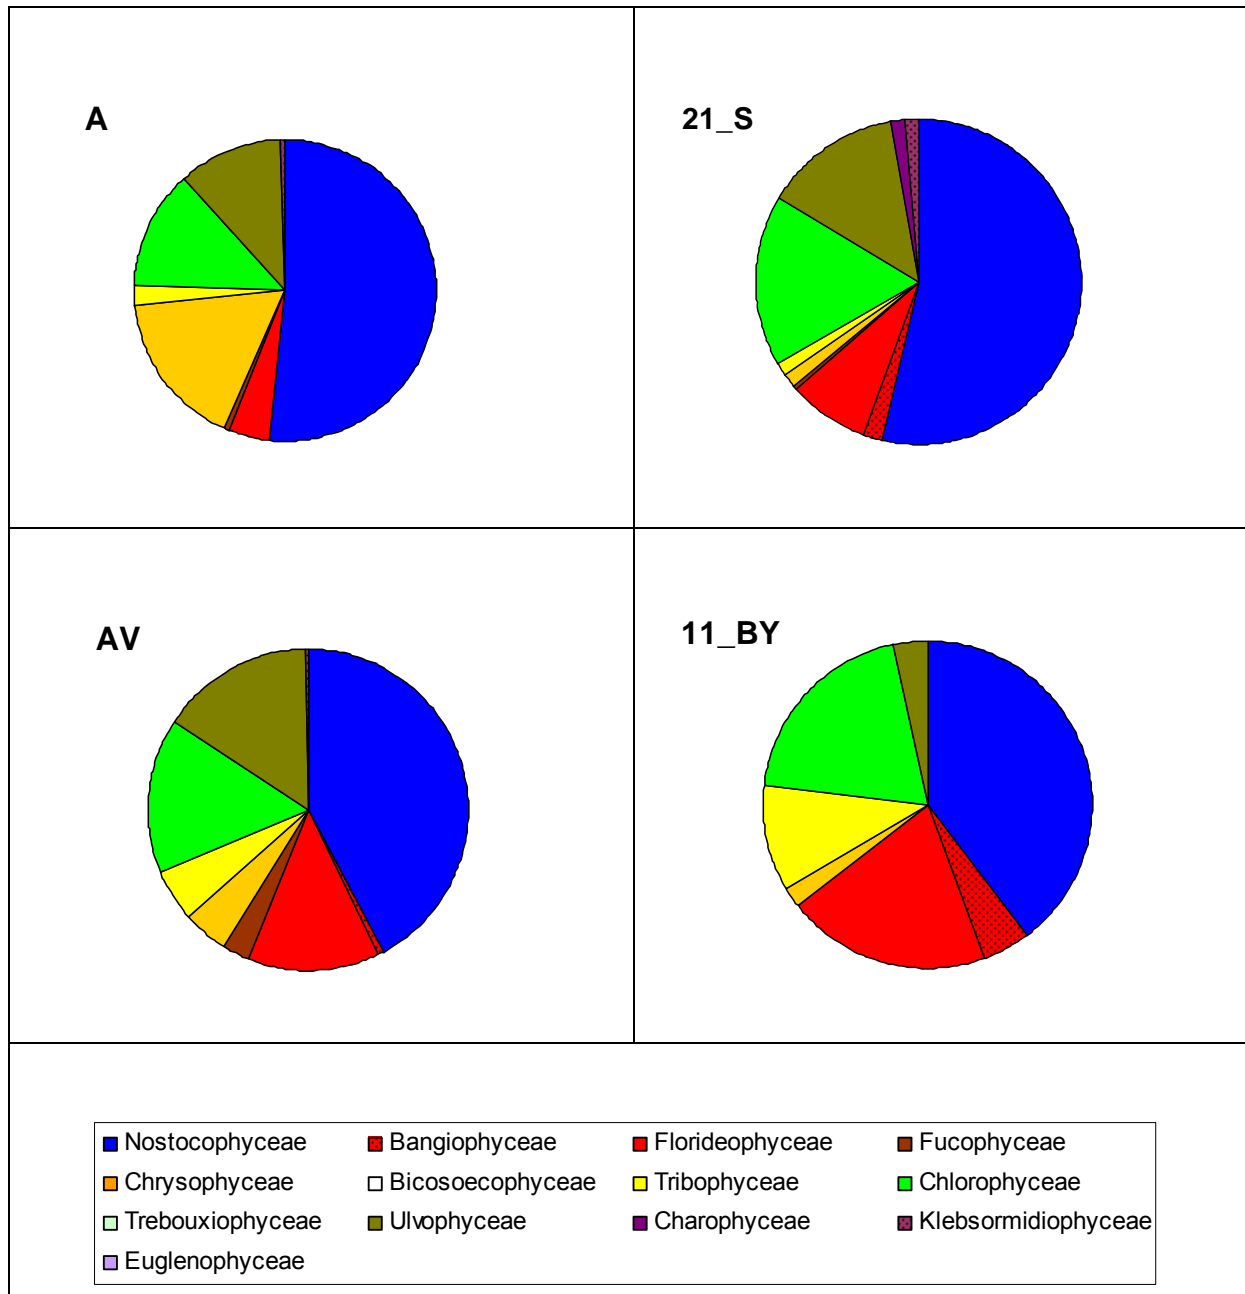 A
21_S
AV
11_BY
Nostocophyceae Bangiophyceae Florideophyceae Fucophyceae
Chrysophyceae Bicosoecophyceae Tribophyceae Chlorophyceae
Trebouxiophyceae Ulvophyceae Charophyceae Klebsormidiophyceae
Euglenophyceae